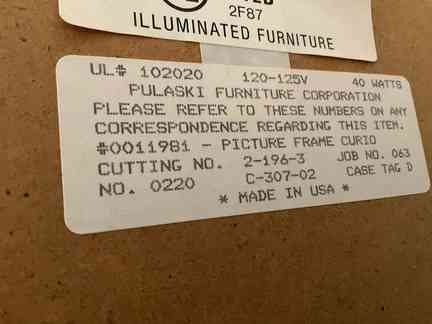 2F87
ILLUMINATED FURNITURE
UL# 102020 120-125V 40 WATTS
PULASKI FURNITURE CORPORATION
PLEASE REFER TO THESE NUMBERS ON ANY
CORRESPONDENCE REGARDING THIS ITEM.
#0011981 - PICTURE FRAME CURIO
CUTTING NO. 2-196-3 JOB NO. 063
NO. 0220 C-307-02 CASE TAG D
* MADE IN USA *